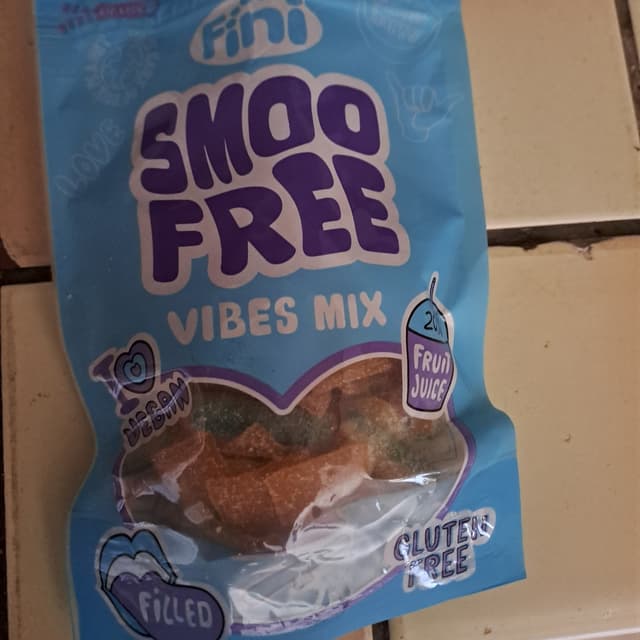 Fini
SMOO
FREE
VIBES MIX
FRUIT
JUICE
I
VEGAN
GLUTEN
FREE
FiLLED